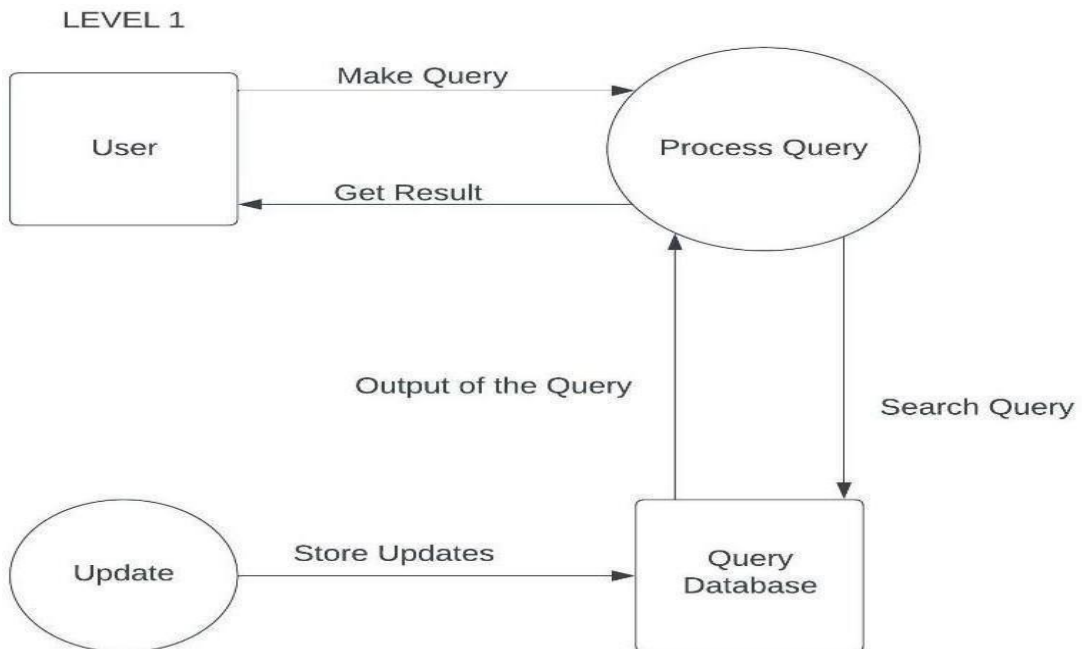 LEVEL 1
Make Query
User
Process Query
Get Result
Output of the Query
Search Query
Store Updates
Update
Query
Database